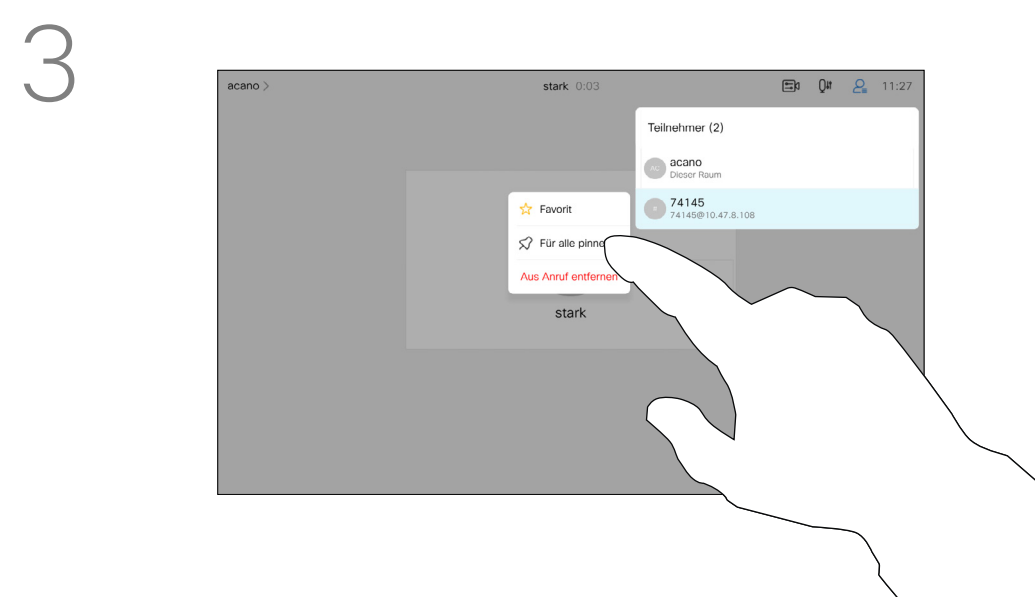 3
acano >
stark 0:03
11:27
Teilnehmer (2)
AC
acano
Dieser Raum
74145
74145@10.47.8.108
Favorit
Für alle pinne
Aus Anruf entfernen
stark